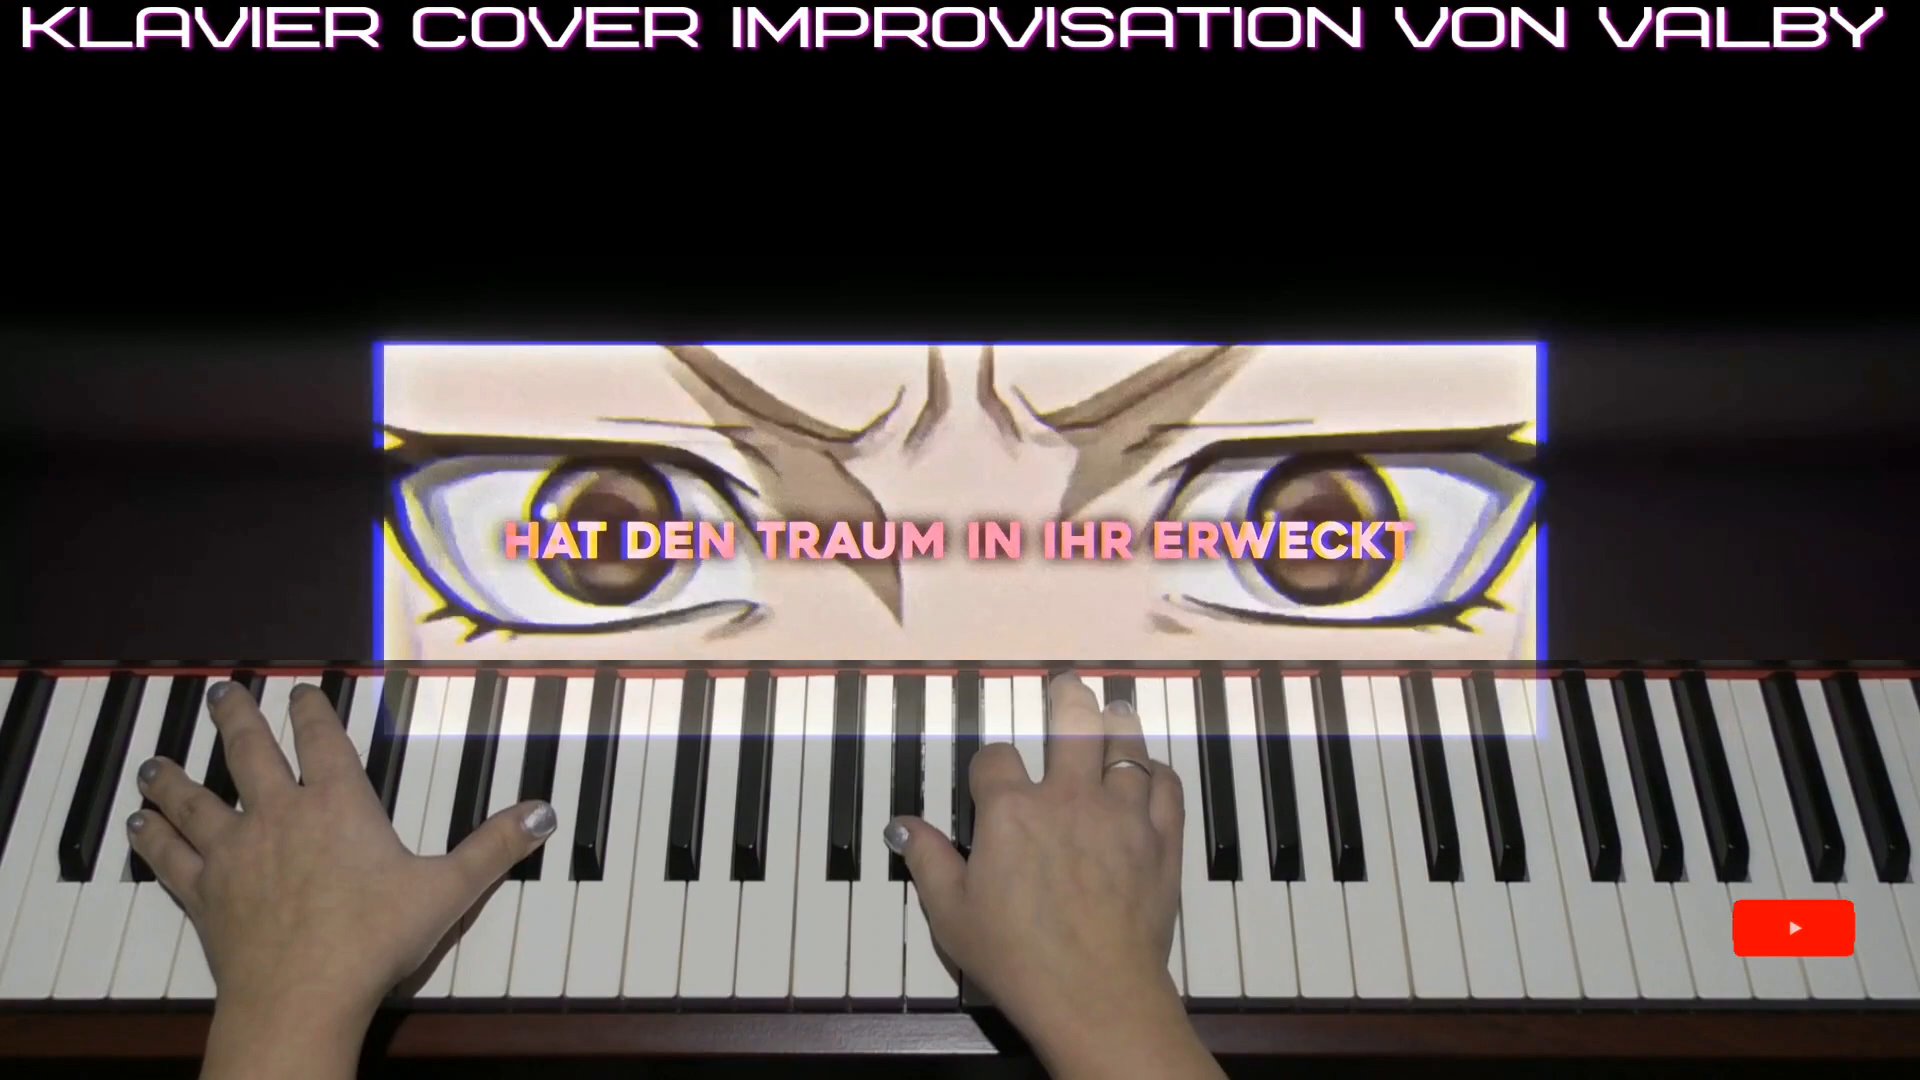 KLAVIER COVER IMPROVISATION VON VALBY
HAT DEN TRAUM IN IHR ERWECKT